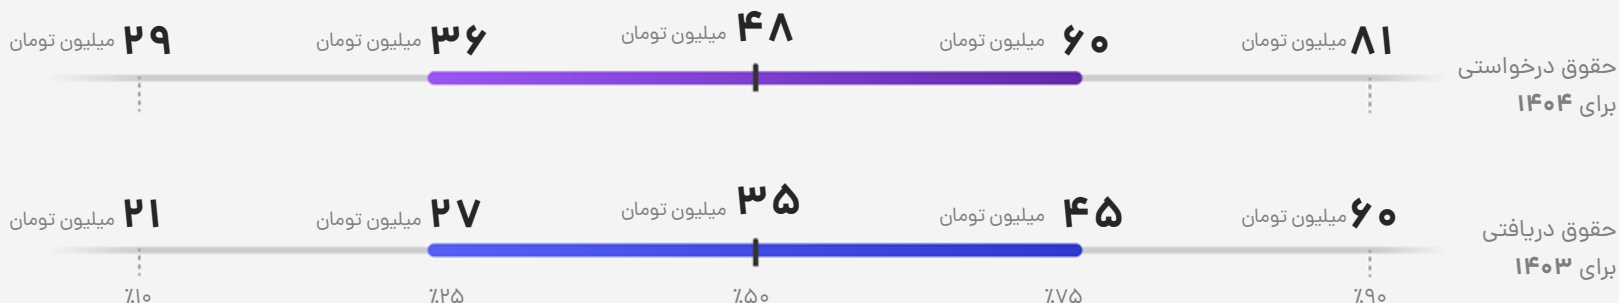 ۲۹ میلیون تومان
۳۶ میلیون تومان
۴۸ میلیون تومان
۶۰ میلیون تومان
۸۱ میلیون تومان
حقوق درخواستی
برای ۱۴۰۴
۲۱ میلیون تومان
۲۷ میلیون تومان
۳۵ میلیون تومان
۴۵ میلیون تومان
۶۰ میلیون تومان
حقوق دریافتی
برای ۱۴۰۳
٪۱۰
٪۲۵
٪۵۰
٪۷۵
٪۹۰